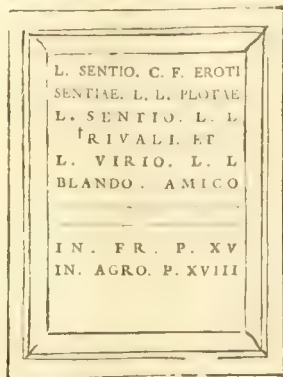 L. SENTIO. C. F. EROTI
SENTIAE. L. L. PLOTAE
L. SENTIO. L. L
RIVALI. ET
L. VIRIO. L. L
BLANDO. AMICO
IN. FR. P. XV
IN. AGRO. P. XVIII